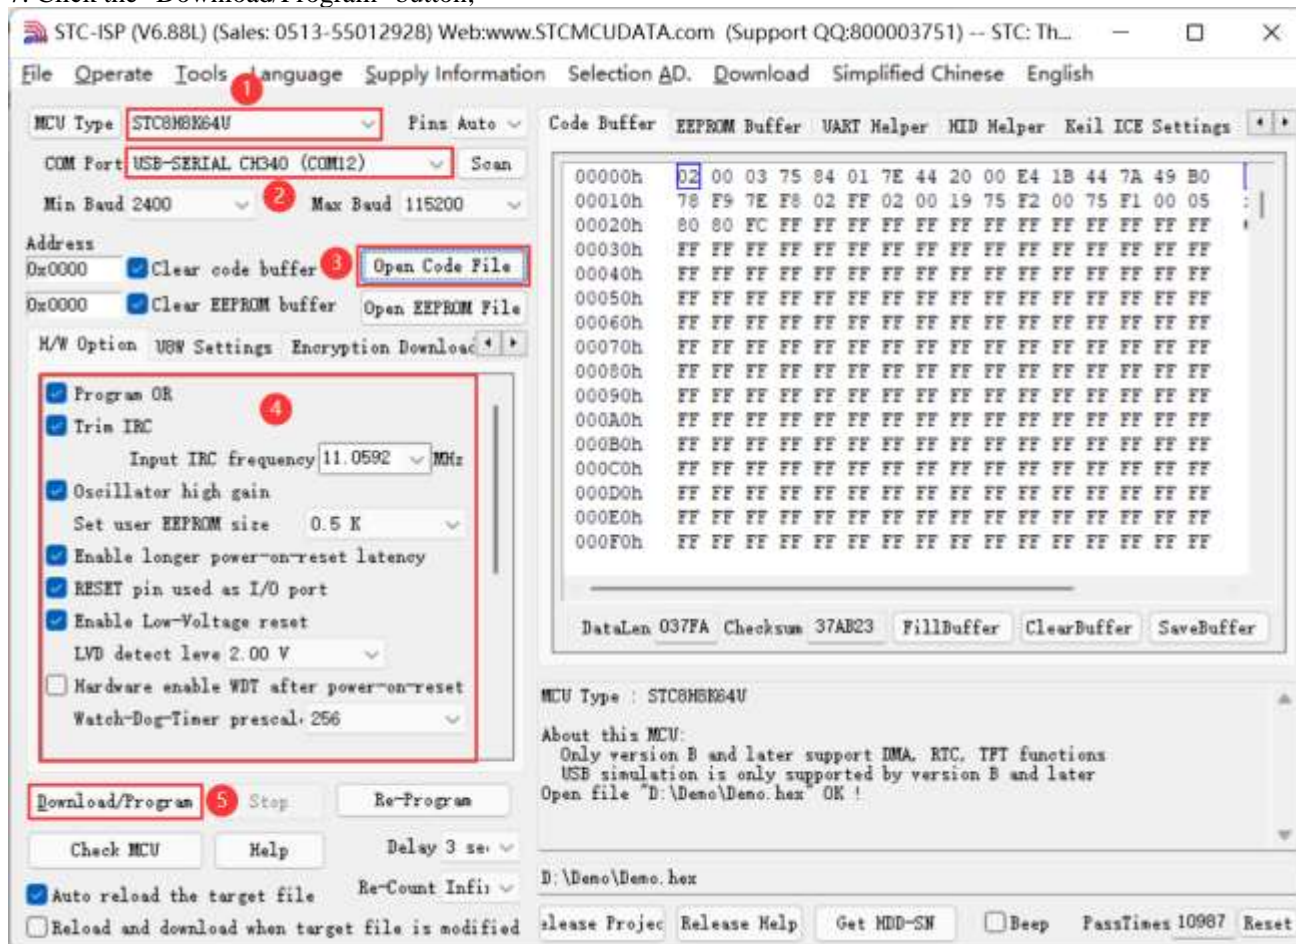 7. Click the "Download/Program" button,
STC-ISP (V6.88L) (Sales: 0513-55012928) Web:www.STCMCUDATA.com (Support QQ:800003751) -- STC: Th...
File Operate Tools Language Supply Information Selection AD. Download Simplified Chinese English
1
MCU Type STC8H8K64U Pins Auto
COM Port USB-SERIAL CH340 (COM12) Scan
2
Min Baud 2400 Max Baud 115200
Address
0x0000 Clear code buffer 3 Open Code File
0x0000 Clear EEPROM buffer Open EEPROM File
H/W Option U8W Settings Encryption Download
4
Program OR
Trim IRC
Input IRC frequency 11.0592 MHz
Oscillator high gain
Set user EEPROM size 0.5 K
Enable longer power-on-reset latency
RESET pin used as I/O port
Enable Low-Voltage reset
LVD detect leve 2.00 V
Hardware enable WDT after power-on-reset
Watch-Dog-Timer prescal 256
Download/Program 5 Stop Re-Program
Check MCU Help Delay 3 se
Auto reload the target file Re-Count Infi
Reload and download when target file is modified
Code Buffer EEPROM Buffer UART Helper HID Helper Keil ICE Settings
00000h 02 00 03 75 84 01 7E 44 20 00 E4 1B 44 7A 49 B0
00010h 78 F9 7E F8 02 FF 02 00 19 75 F2 00 75 F1 00 05
00020h 80 80 FC FF FF FF FF FF FF FF FF FF FF FF FF FF
00030h FF FF FF FF FF FF FF FF FF FF FF FF FF FF FF FF
00040h FF FF FF FF FF FF FF FF FF FF FF FF FF FF FF FF
00050h FF FF FF FF FF FF FF FF FF FF FF FF FF FF FF FF
00060h FF FF FF FF FF FF FF FF FF FF FF FF FF FF FF FF
00070h FF FF FF FF FF FF FF FF FF FF FF FF FF FF FF FF
00080h FF FF FF FF FF FF FF FF FF FF FF FF FF FF FF FF
00090h FF FF FF FF FF FF FF FF FF FF FF FF FF FF FF FF
000A0h FF FF FF FF FF FF FF FF FF FF FF FF FF FF FF FF
000B0h FF FF FF FF FF FF FF FF FF FF FF FF FF FF FF FF
000C0h FF FF FF FF FF FF FF FF FF FF FF FF FF FF FF FF
000D0h FF FF FF FF FF FF FF FF FF FF FF FF FF FF FF FF
000E0h FF FF FF FF FF FF FF FF FF FF FF FF FF FF FF FF
000F0h FF FF FF FF FF FF FF FF FF FF FF FF FF FF FF FF
DataLen 037FA Checksum 37AB23 FillBuffer ClearBuffer SaveBuffer
MCU Type : STC8H8K64U
About this MCU:
Only version B and later support DMA, RTC, TFT functions
USB simulation is only supported by version B and later
Open file "D:\Demo\Demo.hex" OK !
D:\Demo\Demo.hex
elease Projec Release Help Get HDD-SN Beep PassTimes 10987 Reset